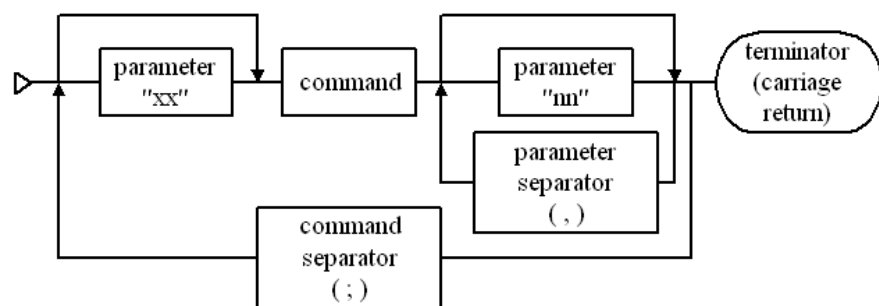 parameter
"xx"
command
parameter
"nn"
terminator
(carriage
return)
parameter
separator
( , )
command
separator
( ; )